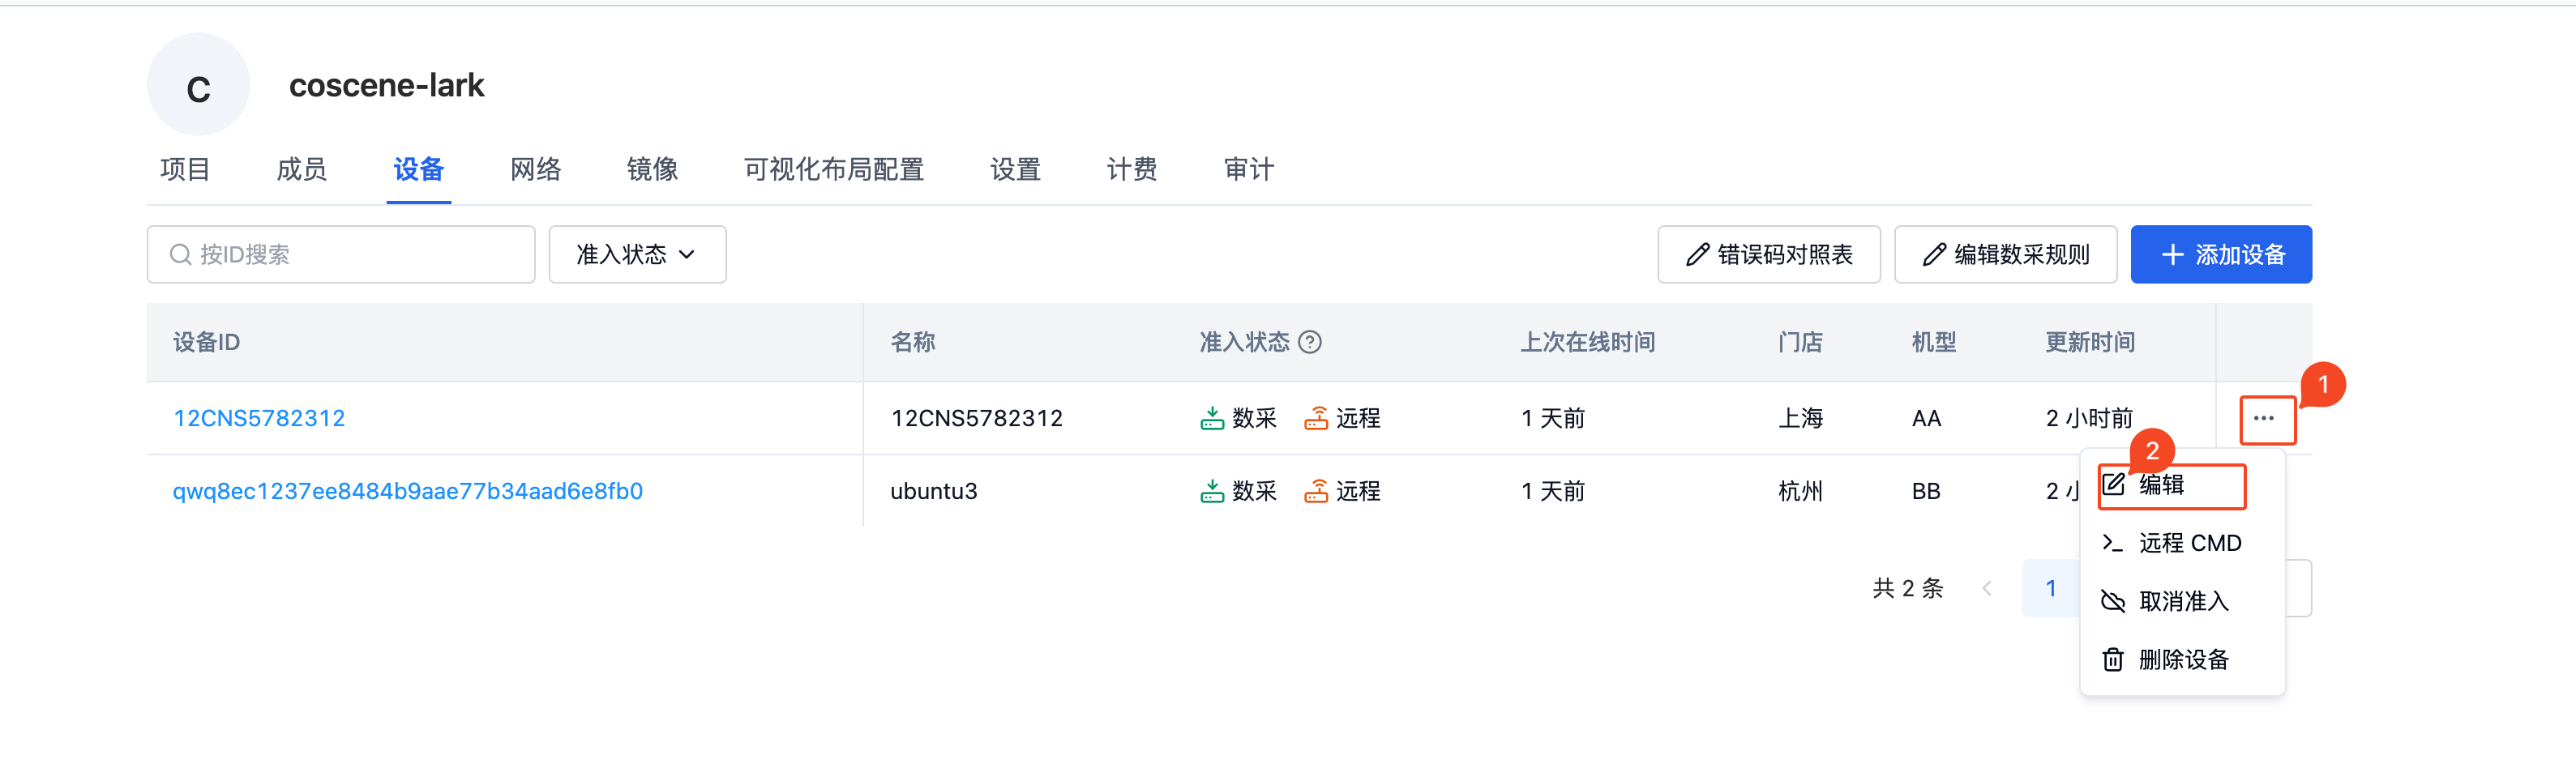 C
coscene-lark
项目 成员 设备 网络 镜像 可视化布局配置 设置 计费 审计
按ID搜索 准入状态 错误码对照表 编辑数采规则 添加设备
设备ID 名称 准入状态 上次在线时间 门店 机型 更新时间
1
12CNS5782312 12CNS5782312 数采 远程 1 天前 上海 AA 2 小时前 ···
2
编辑
qwq8ec1237ee8484b9aae77b34aad6e8fb0 ubuntu3 数采 远程 1 天前 杭州 BB 2
远程 CMD
共 2 条 1
取消准入
删除设备